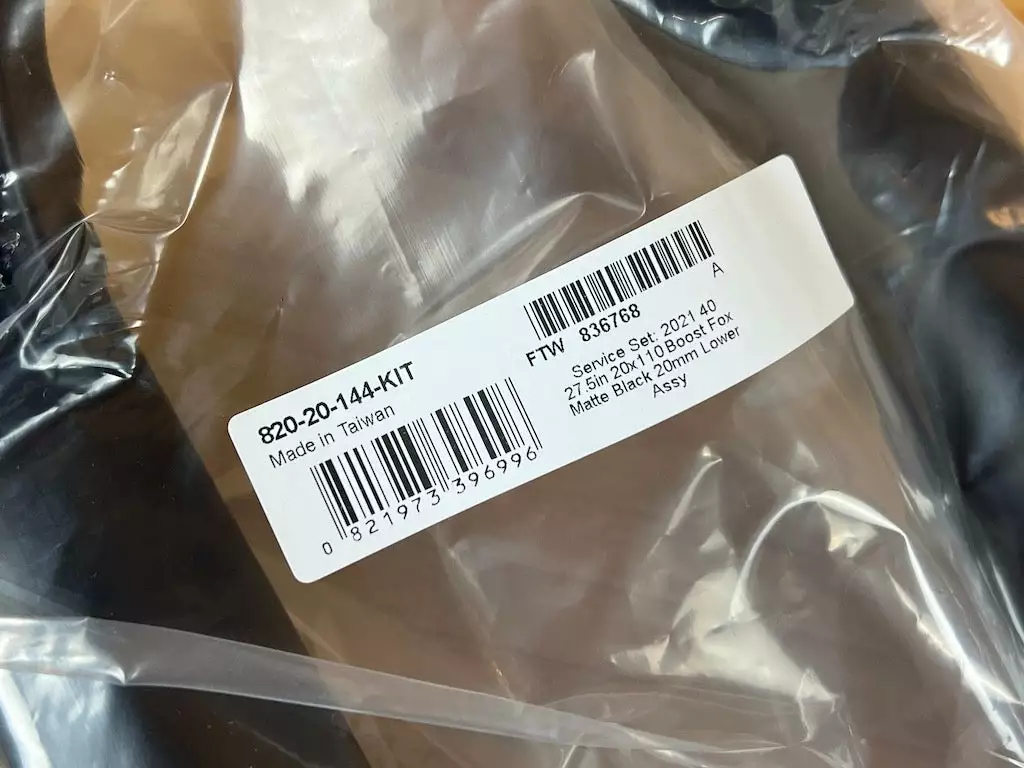 820-20-144-KIT
Made in Taiwan
0 821973 396996
A
FTW 836768
Service Set: 2021 40
27.5in 20x110 Boost Fox
Matte Black 20mm Lower
Assy